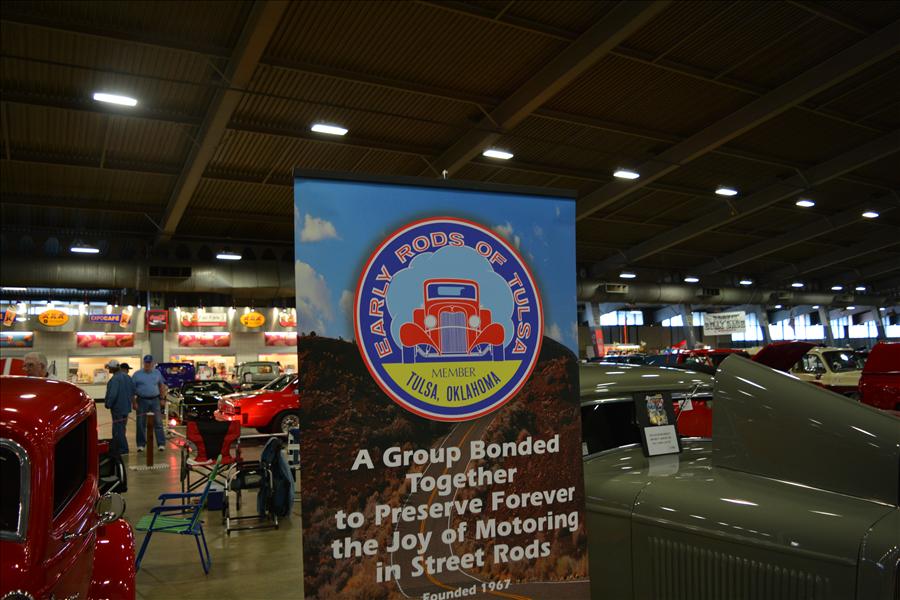 EARLY RODS OF TULSA
MEMBER
TULSA, OKLAHOMA
A Group Bonded
Together
to Preserve Forever
the Joy of Motoring
in Street Rods
Founded 1967